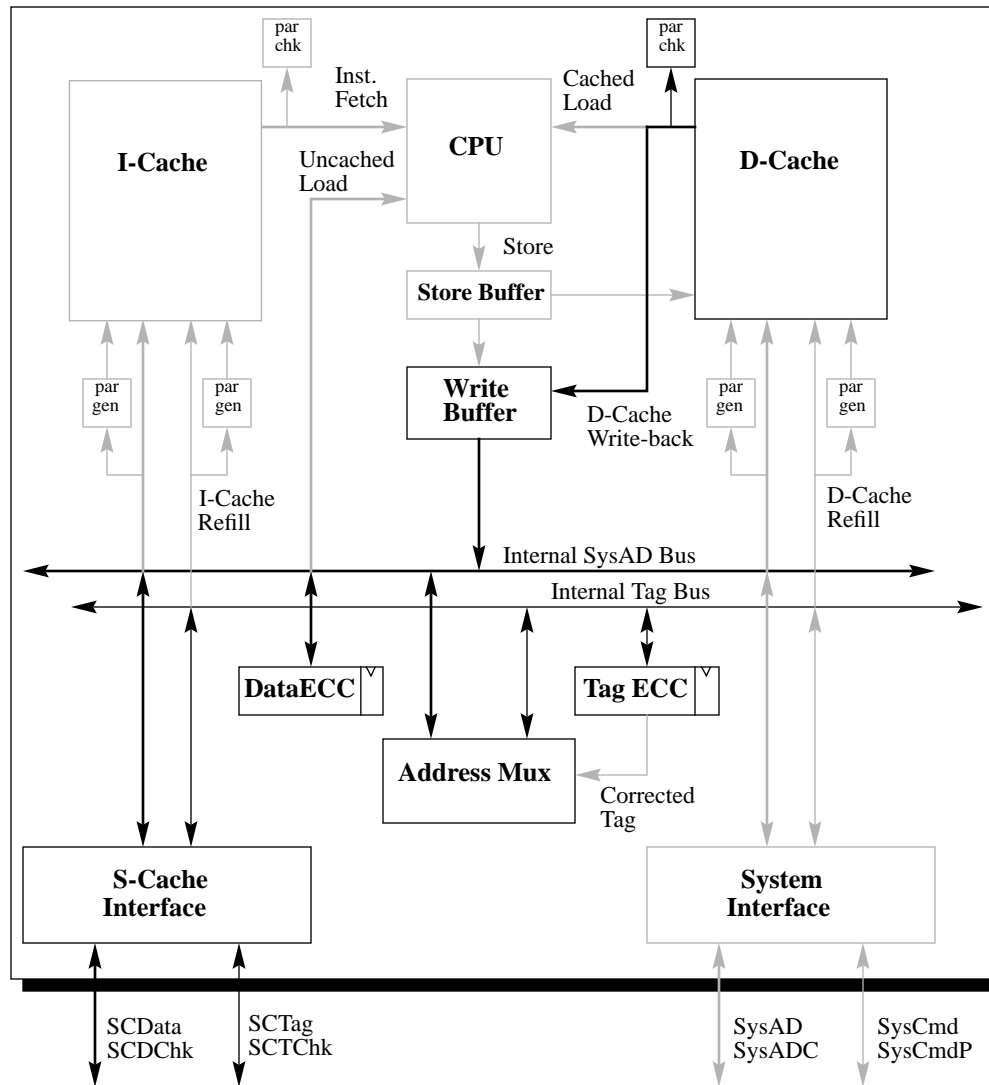 par
chk
par
chk
Inst.
Fetch
Cached
Load
I-Cache
CPU
D-Cache
Uncached
Load
Store
Store Buffer
par
gen
par
gen
Write
Buffer
par
gen
par
gen
D-Cache
Write-back
I-Cache
Refill
D-Cache
Refill
Internal SysAD Bus
Internal Tag Bus
DataECC
Tag ECC
Address Mux
Corrected
Tag
S-Cache
Interface
System
Interface
SCData
SCDChk
SCTag
SCTChk
SysAD
SysADC
SysCmd
SysCmdP